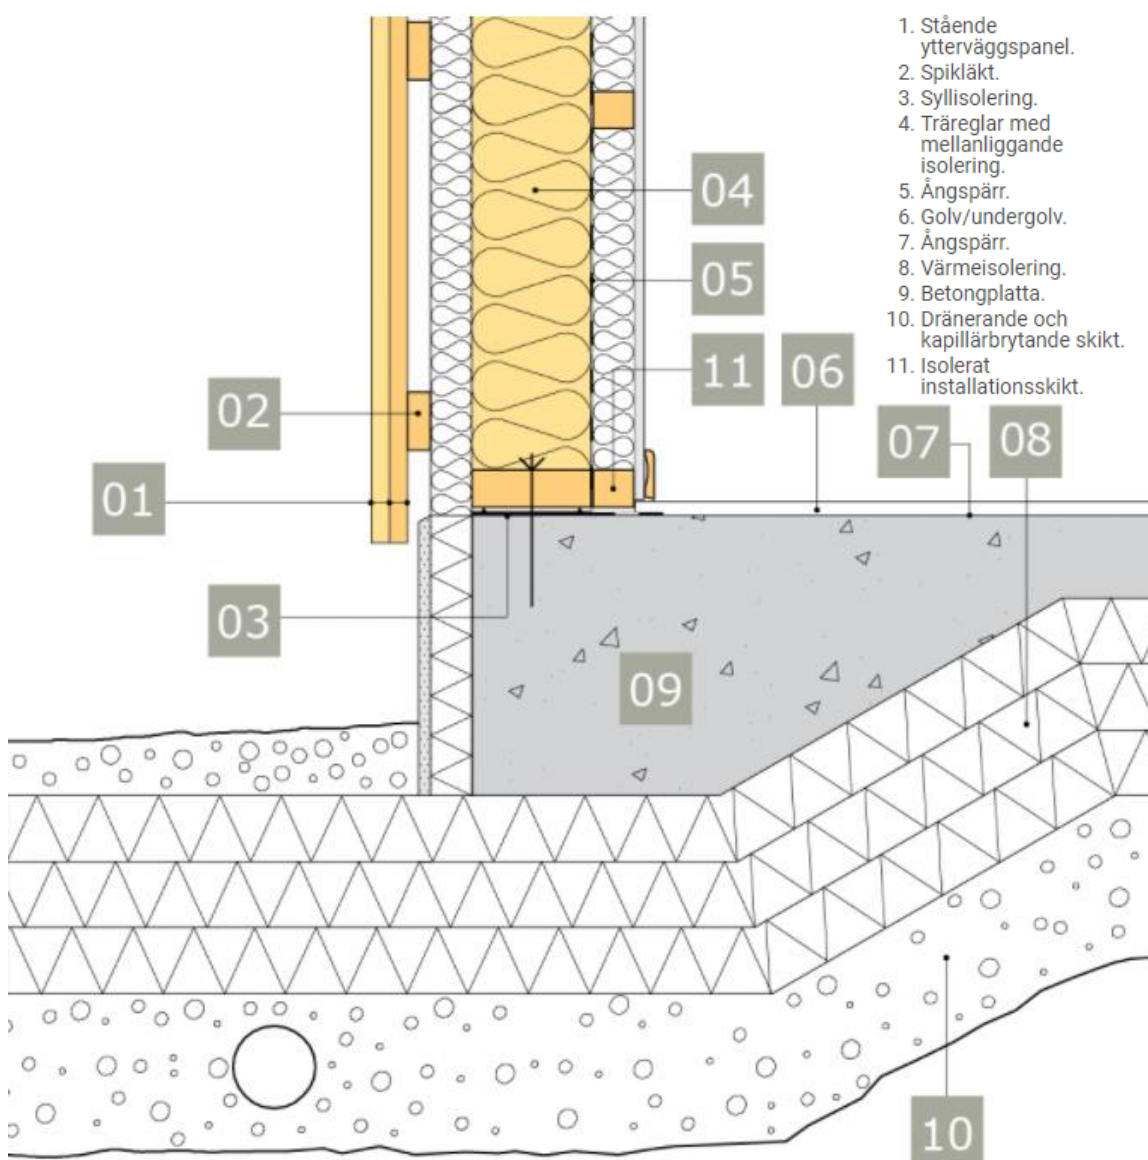 1. Stående
ytterväggspanel.
2. Spikläkt.
3. Syllisolering.
4. Träreglar med
mellanliggande
isolering.
5. Ångspärr.
6. Golv/undergolv.
7. Ångspärr.
8. Värmeisolering.
9. Betongplatta.
10. Dränerande och
kapillärbrytande skikt.
11. Isolerat
installationsskikt.
04
05
11
06
02
07
08
01
03
09
10